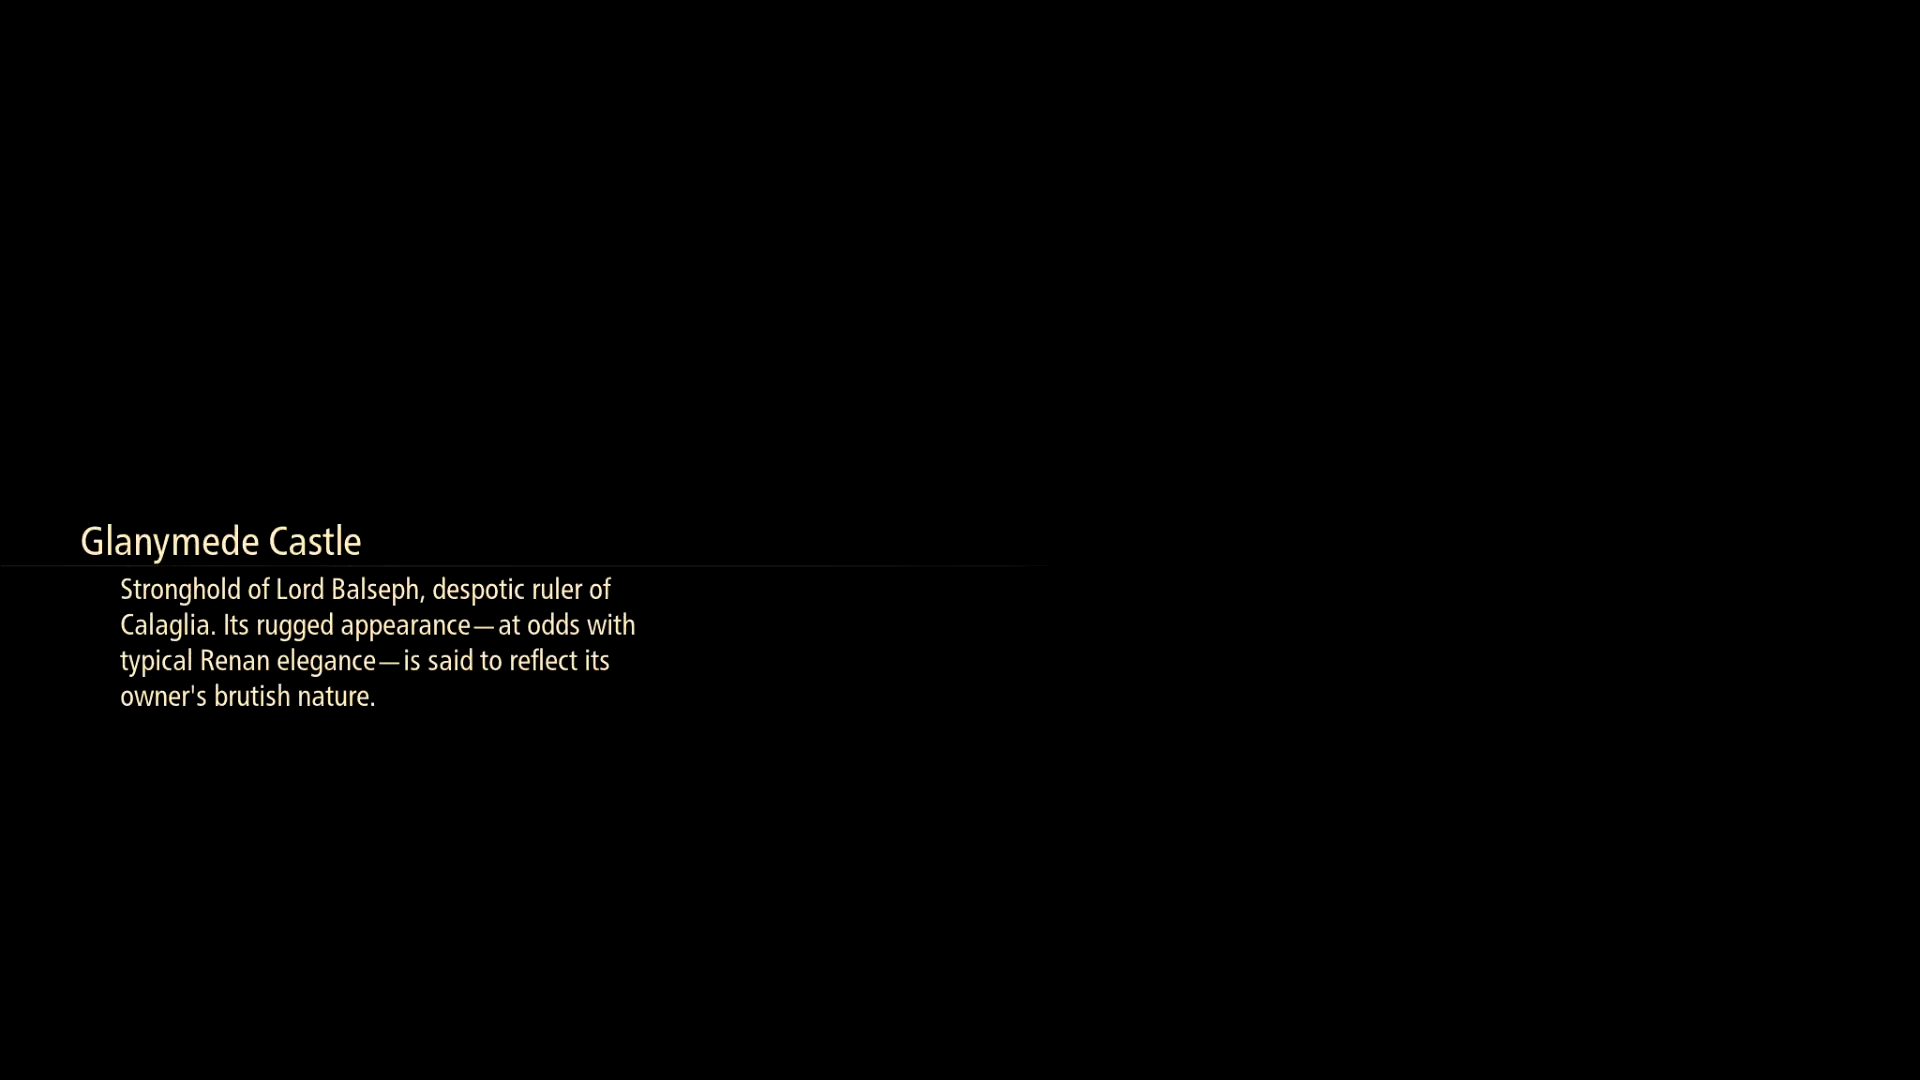 Glanymede Castle
Stronghold of Lord Balseph, despotic ruler of
Calaglia. Its rugged appearance—at odds with
typical Renan elegance—is said to reflect its
owner's brutish nature.